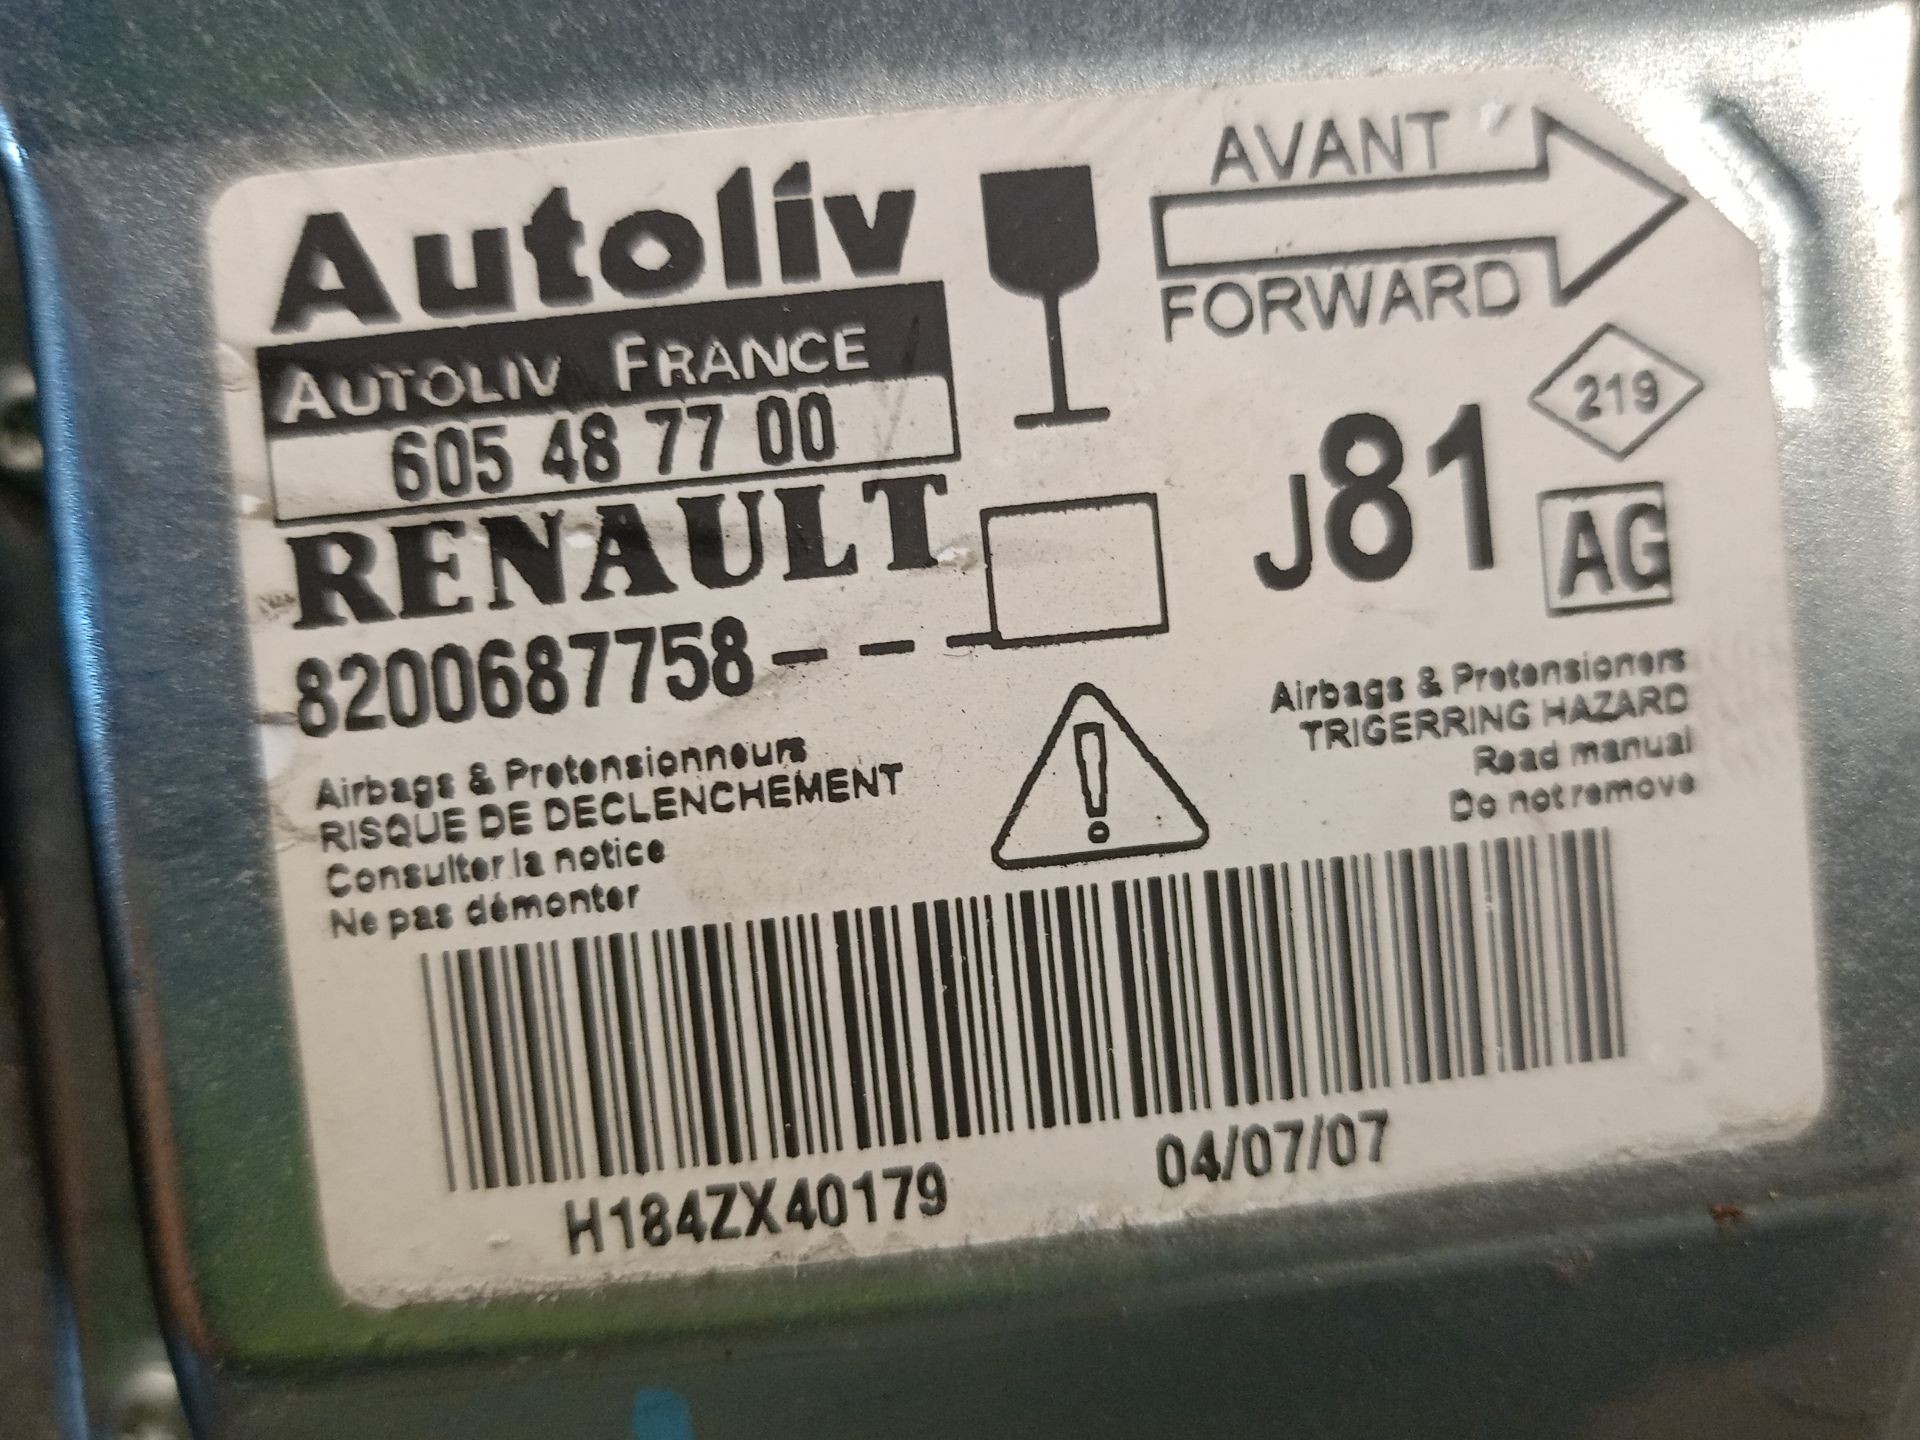 Autoliv
AUTOLIV FRANCE
605 48 77 00
RENAULT
8200687758--
AVANT
FORWARD
219
J81
AG
Airbags & Pretensionneurs
RISQUE DE DECLENCHEMENT
Consulter la notice
Ne pas démonter
Airbags & Pretensioners
TRIGERRING HAZARD
Read manual
Do not remove
H184ZX40179
04/07/07